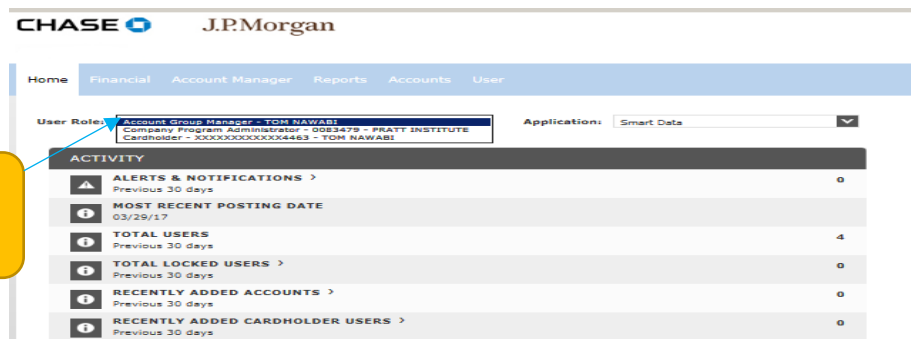 CHASE J.P.Morgan
Home Financial Account Manager Reports Accounts User
User Role: Account Group Manager - TOM NAWABI Application: Smart Data
Company Program Administrator - 0083479 - PRATT INSTITUTE
Cardholder - XXXXXXXXXXXX4463 - TOM NAWABI
ACTIVITY
ALERTS & NOTIFICATIONS > 0
Previous 30 days
MOST RECENT POSTING DATE
03/29/17
TOTAL USERS 4
Previous 30 days
TOTAL LOCKED USERS > 0
Previous 30 days
RECENTLY ADDED ACCOUNTS > 0
Previous 30 days
RECENTLY ADDED CARDHOLDER USERS > 0
Previous 30 days